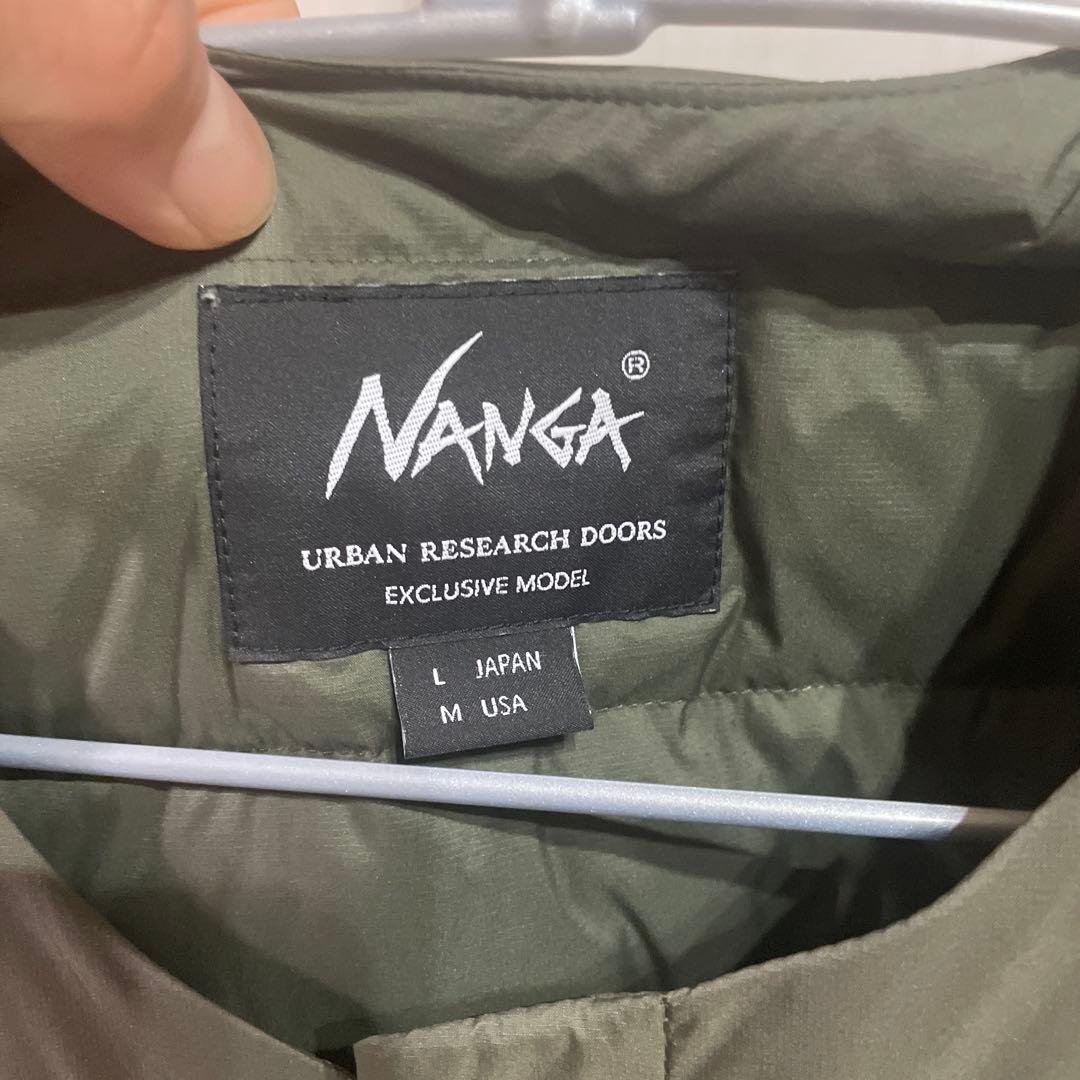 NANGA®
URBAN RESEARCH DOORS
EXCLUSIVE MODEL
L JAPAN
M USA